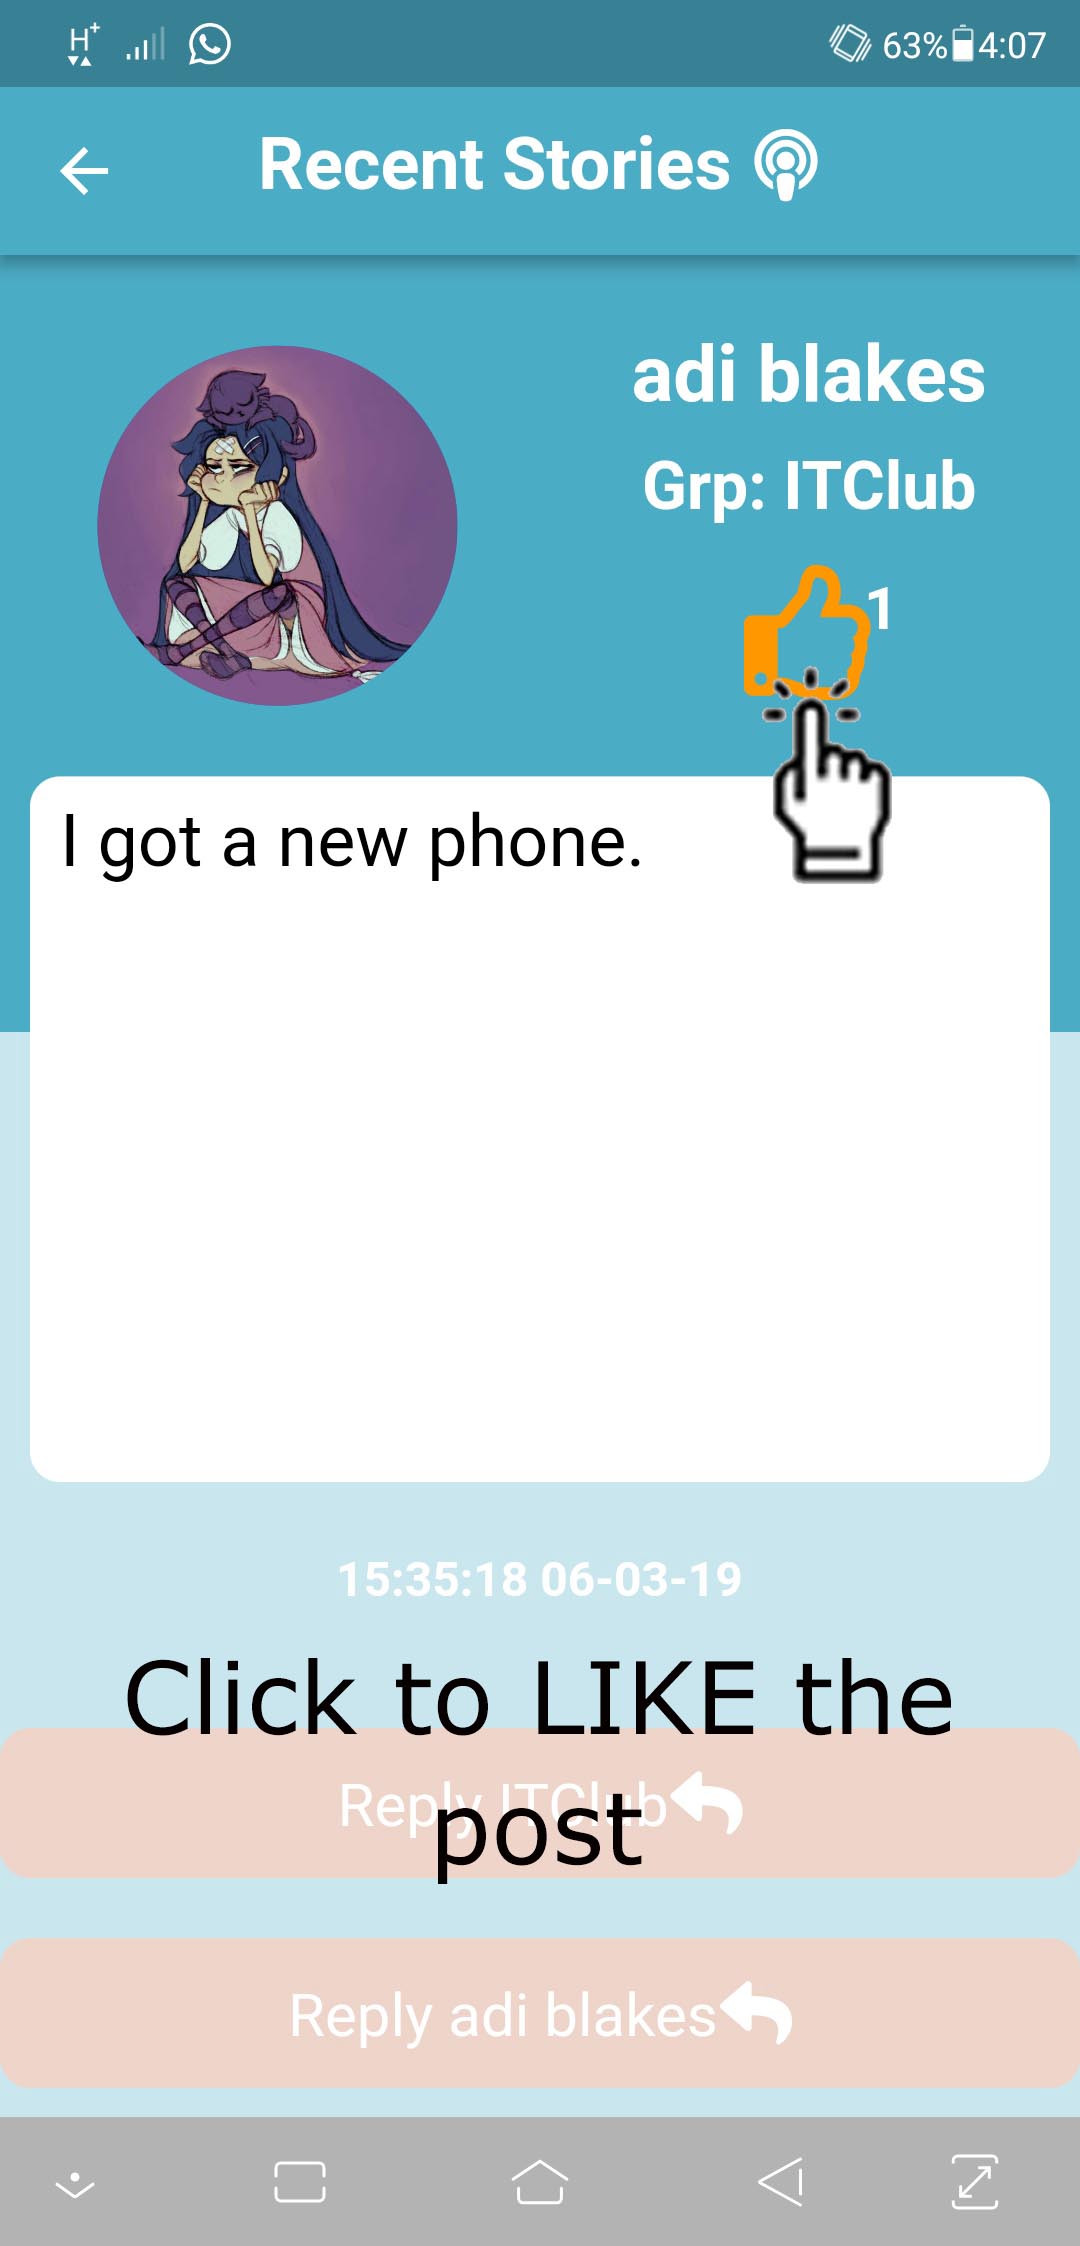 H+ 63% 4:07
Recent Stories
adi blakes
Grp: ITClub
1
I got a new phone.
15:35:18 06-03-19
Click to LIKE the
Reply ITClub
post
Reply adi blakes